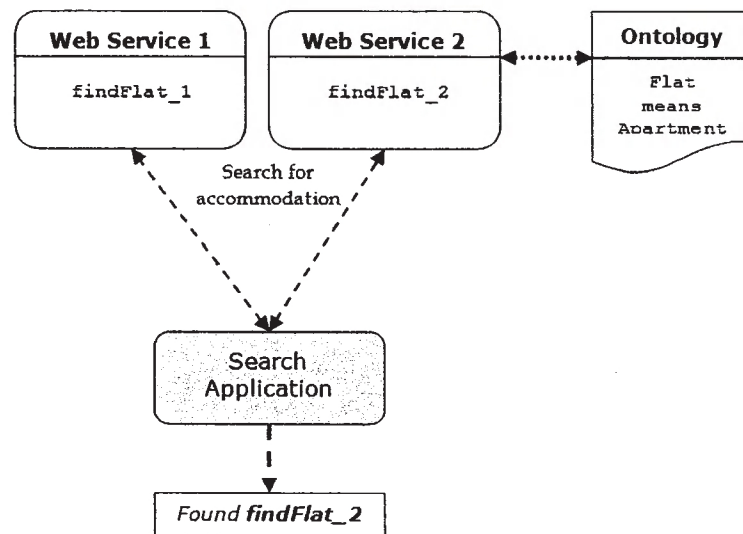 Web Service 1
findFlat_1
Web Service 2
findFlat_2
Ontology
Flat
means
Apartment
Search for
accommodation
Search
Application
Found findFlat_2